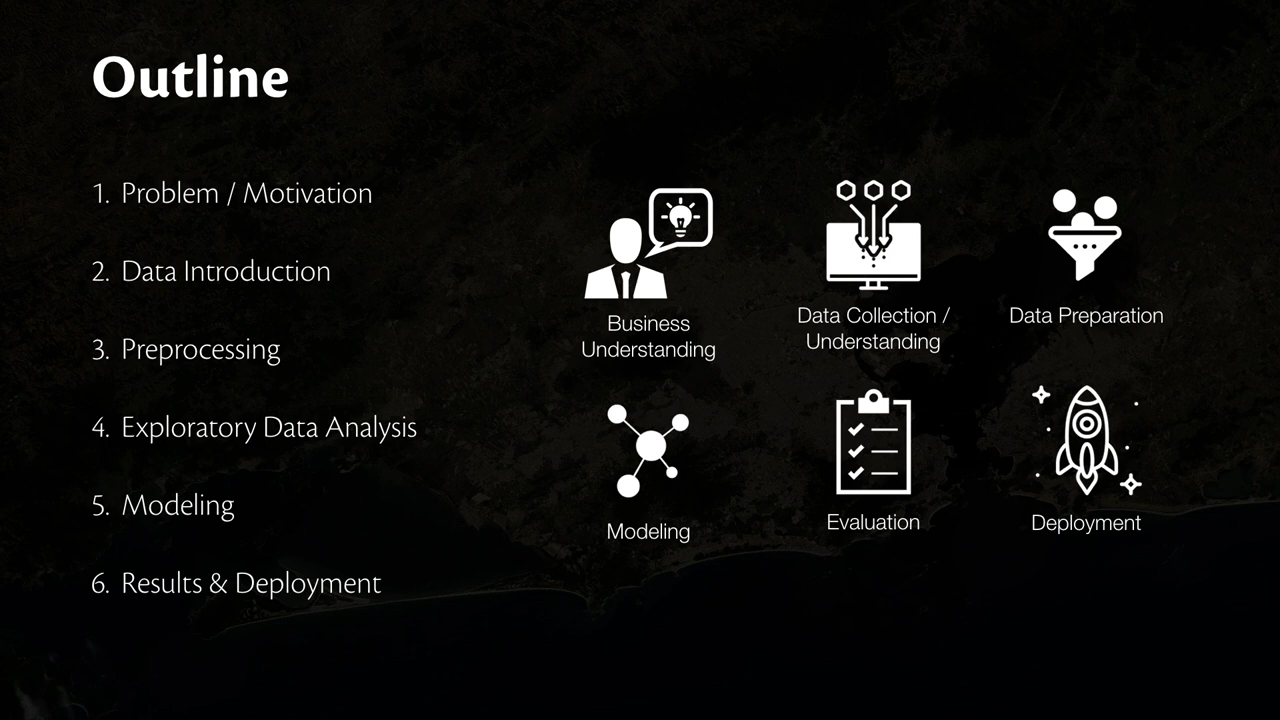 Outline
1. Problem / Motivation
2. Data Introduction
3. Preprocessing
4. Exploratory Data Analysis
5. Modeling
6. Results & Deployment
Business
Understanding
Data Collection /
Understanding
Data Preparation
Modeling
Evaluation
Deployment